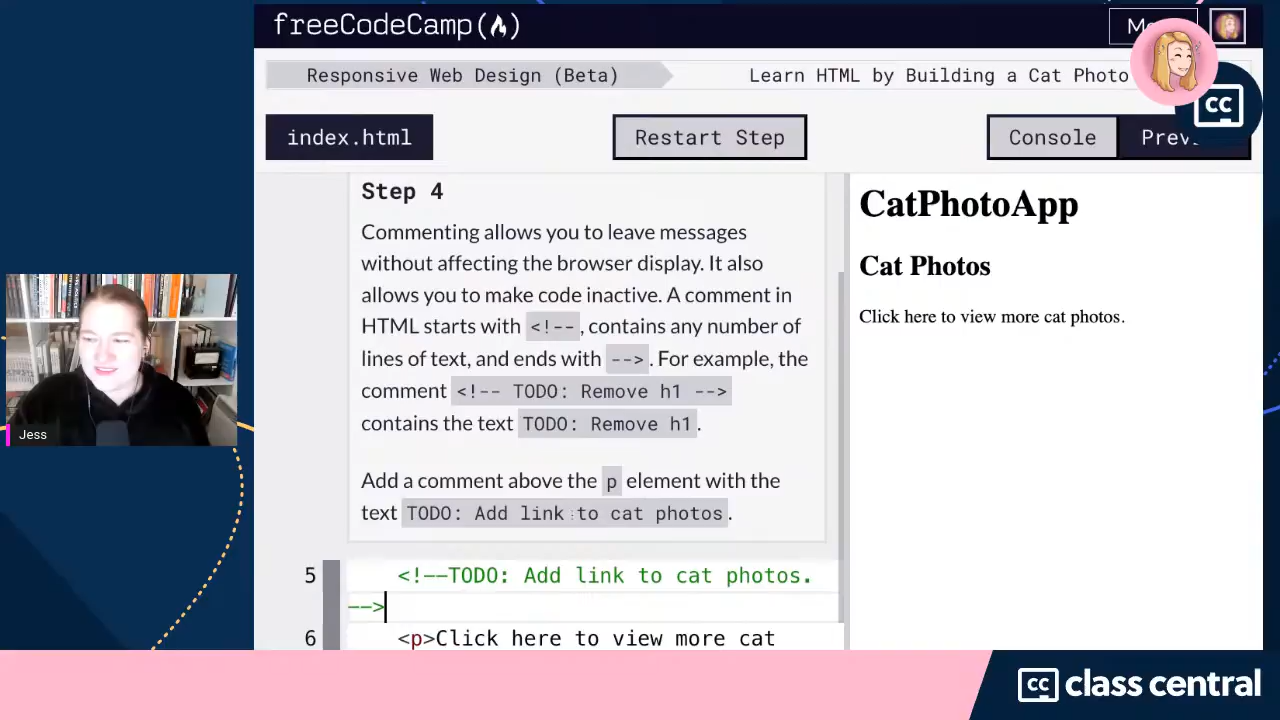 freeCodeCamp(🔥)
Responsive Web Design (Beta)
Learn HTML by Building a Cat Photo
index.html
Restart Step
Console
Step 4
Commenting allows you to leave messages
without affecting the browser display. It also
allows you to make code inactive. A comment in
HTML starts with <!--, contains any number of
lines of text, and ends with -->. For example, the
comment <!-- TODO: Remove h1 -->
contains the text TODO: Remove h1.
Add a comment above the p element with the
text TODO: Add link to cat photos.
5 <!--TODO: Add link to cat photos.
-->
6 <p>Click here to view more cat
CatPhotoApp
Cat Photos
Click here to view more cat photos.
Jess
cc
cc class central